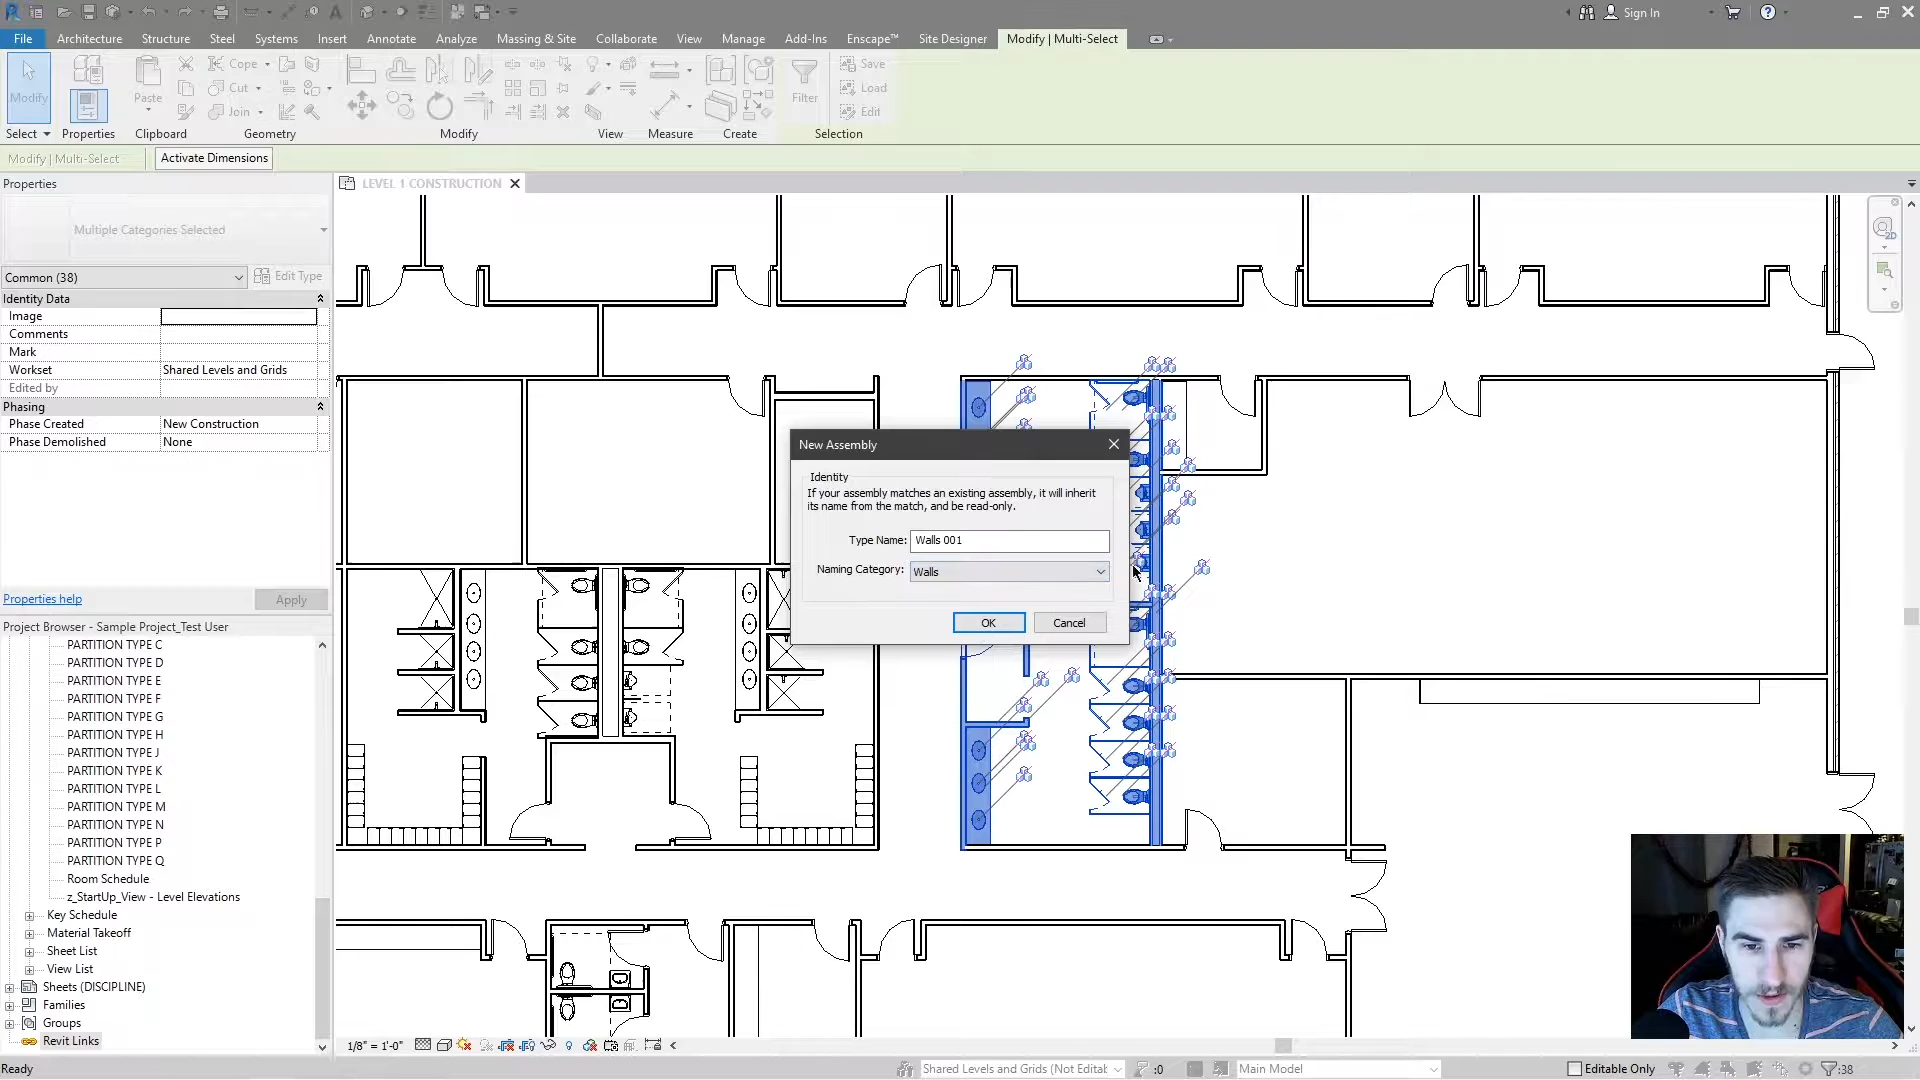 Sign In
File Architecture Structure Steel Systems Insert Annotate Analyze Massing & Site Collaborate View Manage Add-Ins Enscape™ Site Designer Modify | Multi-Select
Modify
Paste
Cope
Cut
Join
Filter
Save
Load
Edit
Select Properties Clipboard Geometry Modify View Measure Create Selection
Modify | Multi-Select Activate Dimensions
Properties
LEVEL 1 CONSTRUCTION
Multiple Categories Selected
Common (38) Edit Type
Identity Data
Image
Comments
Mark
Workset Shared Levels and Grids
Edited by
Phasing
Phase Created New Construction
Phase Demolished None
Properties help Apply
Project Browser - Sample Project_Test User
PARTITION TYPE C
PARTITION TYPE D
PARTITION TYPE E
PARTITION TYPE F
PARTITION TYPE G
PARTITION TYPE H
PARTITION TYPE J
PARTITION TYPE K
PARTITION TYPE L
PARTITION TYPE M
PARTITION TYPE N
PARTITION TYPE P
PARTITION TYPE Q
Room Schedule
z_StartUp_View - Level Elevations
Key Schedule
Material Takeoff
Sheet List
View List
Sheets (DISCIPLINE)
Families
Groups
Revit Links
New Assembly
Identity
If your assembly matches an existing assembly, it will inherit
its name from the match, and be read-only.
Type Name: Walls 001
Naming Category: Walls
OK Cancel
2D
1/8" = 1'-0"
Ready
Shared Levels and Grids (Not Editab
:0
Main Model
Editable Only
:38